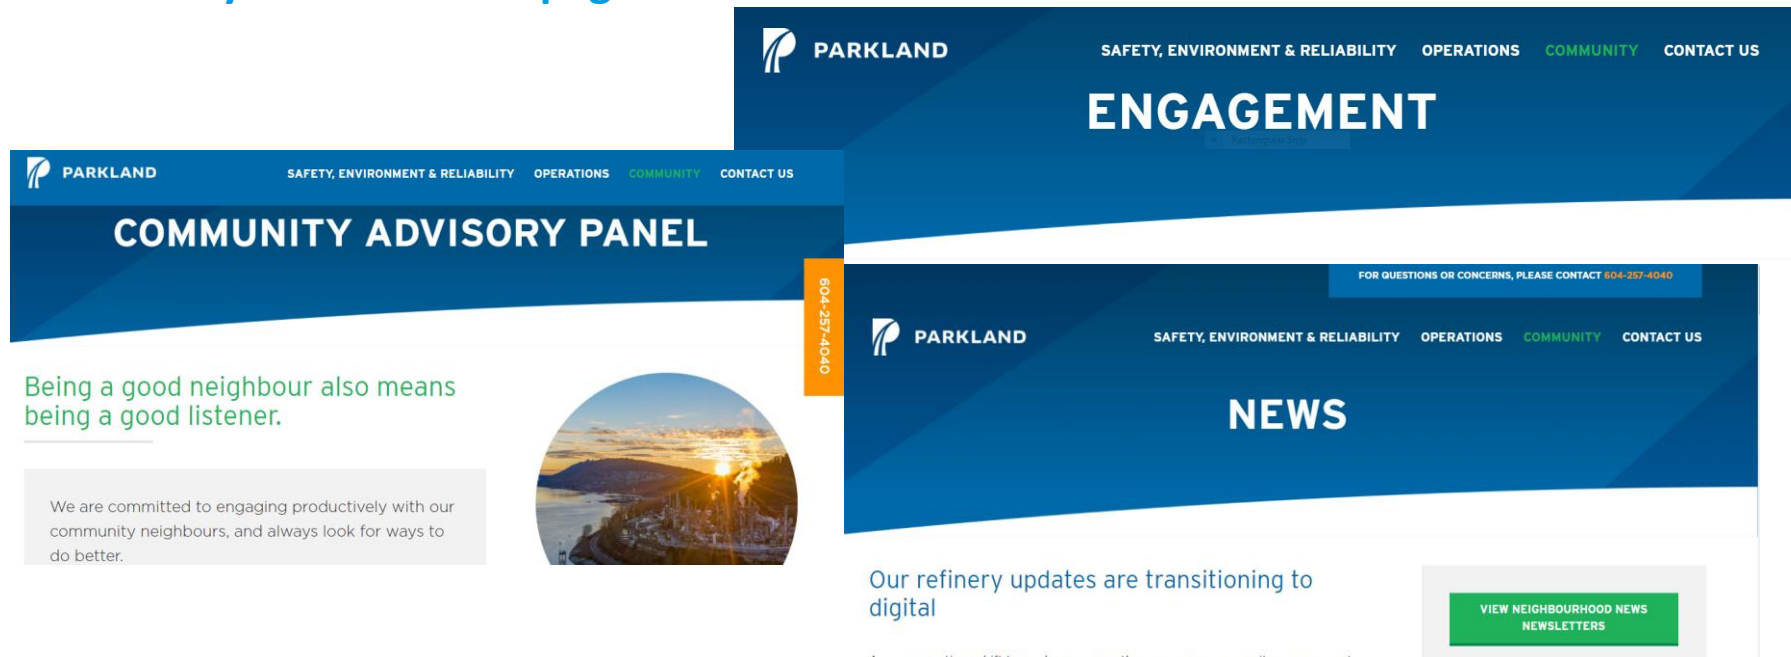 PARKLAND
SAFETY, ENVIRONMENT & RELIABILITY OPERATIONS COMMUNITY CONTACT US
ENGAGEMENT
PARKLAND
SAFETY, ENVIRONMENT & RELIABILITY OPERATIONS COMMUNITY CONTACT US
COMMUNITY ADVISORY PANEL
604-257-4040
Being a good neighbour also means
being a good listener.
We are committed to engaging productively with our
community neighbours, and always look for ways to
do better.
FOR QUESTIONS OR CONCERNS, PLEASE CONTACT 604-257-4040
PARKLAND
SAFETY, ENVIRONMENT & RELIABILITY OPERATIONS COMMUNITY CONTACT US
NEWS
Our refinery updates are transitioning to
digital
VIEW NEIGHBOURHOOD NEWS
NEWSLETTERS